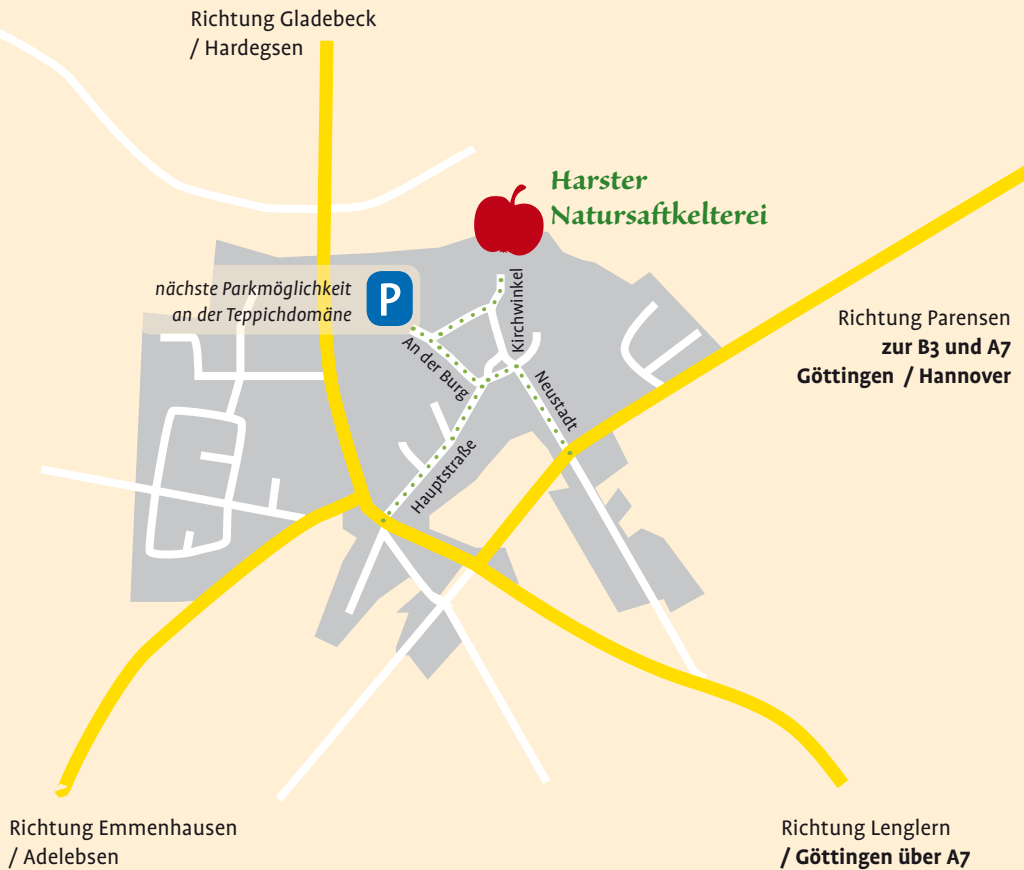 Richtung Gladebeck
/ Hardegsen
Harster
Natursaftkelterei
nächste Parkmöglichkeit
an der Teppichdomäne
P
Kirchwinkel
An der Burg
Neustadt
Hauptstraße
Richtung Parensen
zur B3 und A7
Göttingen / Hannover
Richtung Emmenhausen
/ Adelebsen
Richtung Lenglern
/ Göttingen über A7